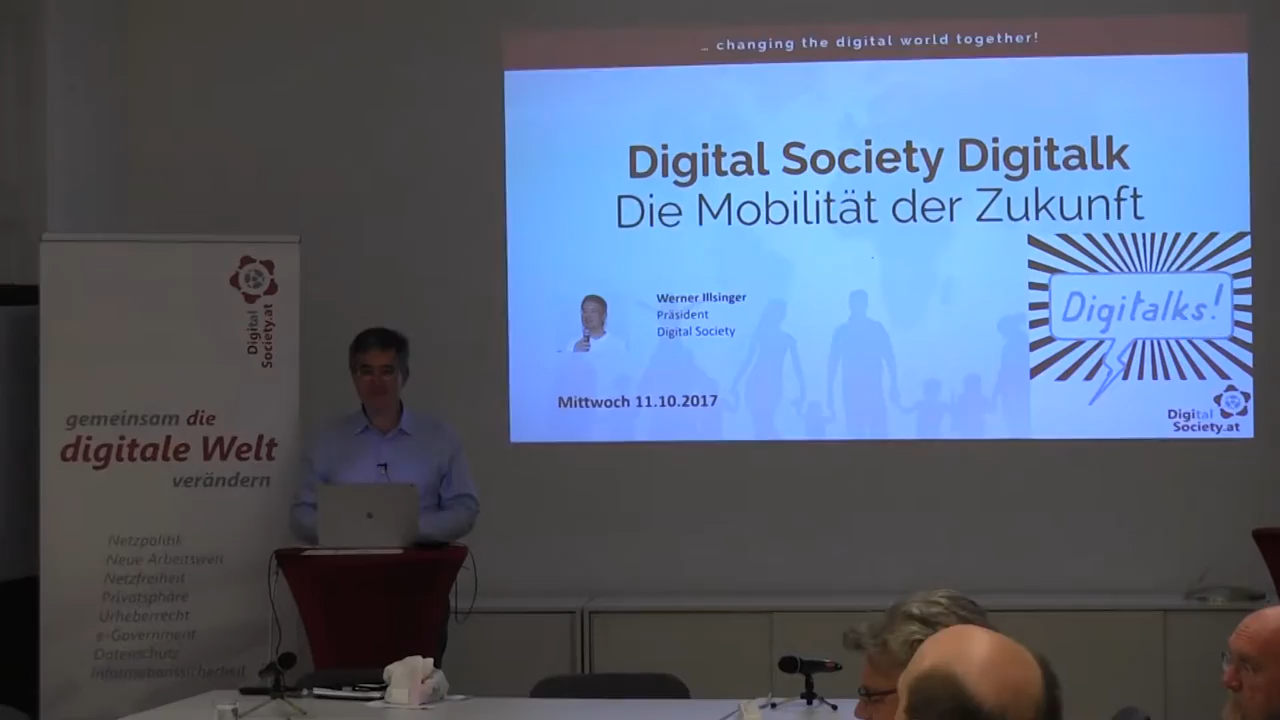 … changing the digital world together!
Digital Society Digitalk
Die Mobilität der Zukunft
Werner Illsinger
Präsident
Digital Society
Digitalks!
Mittwoch 11.10.2017
Digital
Society.at
Digital
Society.at
gemeinsam die
digitale Welt
verändern
Netzpolitik
Neue Arbeitswelt
Netzfreiheit
Privatsphäre
Urheberrecht
e-Government
Datenschutz
Informationssicherheit